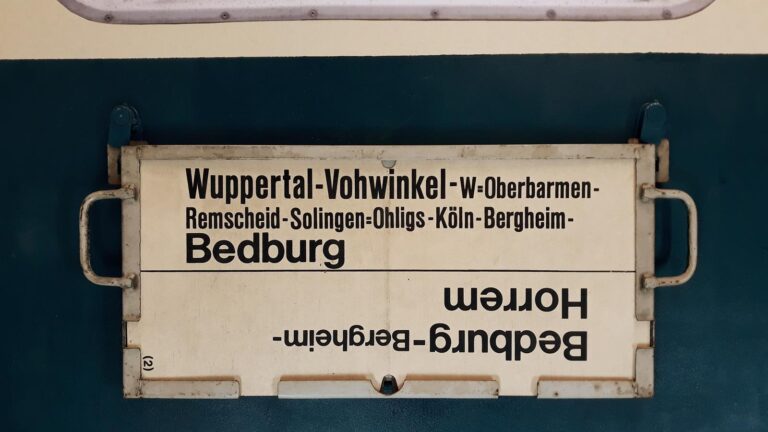 Wuppertal-Vohwinkel-W=Oberbarmen-
Remscheid-Solingen=Ohligs-Köln-Bergheim-
Bedburg
Bedburg-Bergheim-
Horrem
(2)